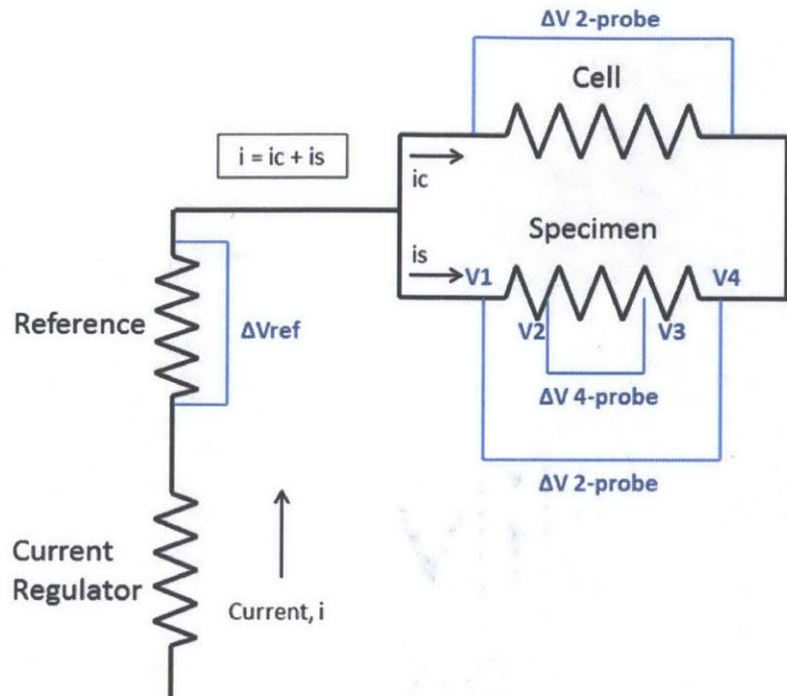 ΔV 2-probe
Cell
i = ic + is
ic
Specimen
is
V1
V4
Reference
ΔVref
V2
V3
ΔV 4-probe
ΔV 2-probe
Current
Regulator
Current, i